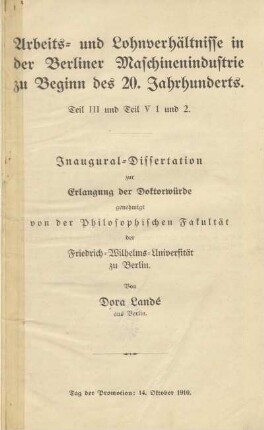 Arbeits- und Lohnverhältnisse in
der Berliner Maschinenindustrie
zu Beginn des 20. Jahrhunderts.
Teil III und Teil V 1 und 2.
Inaugural-Dissertation
zur
Erlangung der Doktorwürde
genehmigt
von der Philosophischen Fakultät
der
Friedrich-Wilhelms-Universität
zu Berlin.
Von
Dora Landé
aus Berlin.
Tag der Promotion: 14. Oktober 1910.